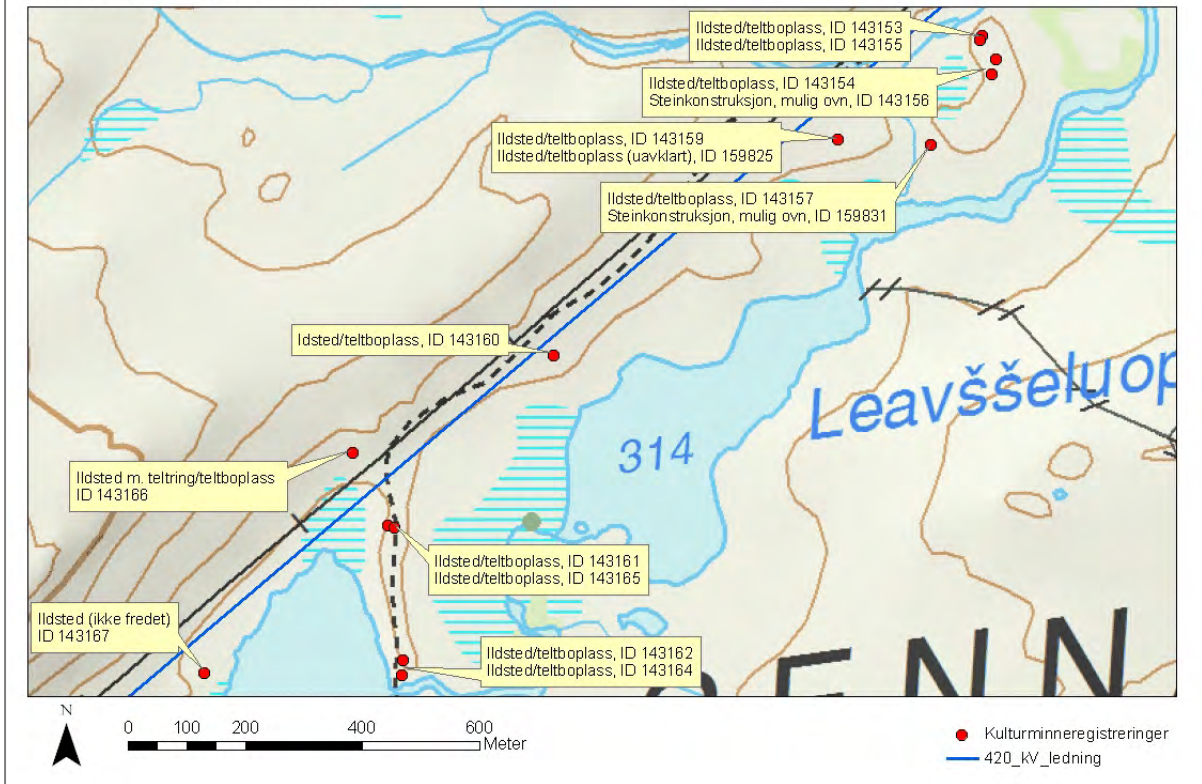 Ildsted/teltboplass, ID 143153
Ildsted/teltboplass, ID 143155
Ildsted/teltboplass, ID 143154
Steinkonstruksjon, mulig ovn, ID 143156
Ildsted/teltboplass, ID 143159
Ildsted/teltboplass (uavklart), ID 159825
Ildsted/teltboplass, ID 143157
Steinkonstruksjon, mulig ovn, ID 159831
Ildsted/teltboplass, ID 143160
Leavššeluop
314
Ildsted m. teltring/teltboplass
ID 143166
Ildsted/teltboplass, ID 143161
Ildsted/teltboplass, ID 143165
Ildsted (ikke fredet)
ID 143167
Ildsted/teltboplass, ID 143162
Ildsted/teltboplass, ID 143164
ENN
N
0 100 200 400 600
Meter
Kulturminneregistreringer
420_kV_ledning